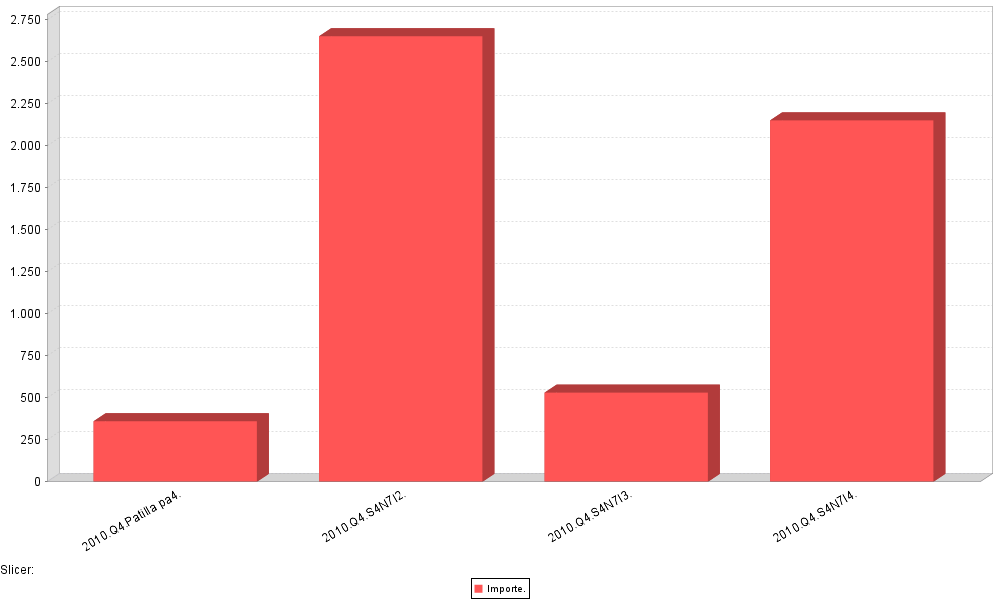 2.750
2.500
2.250
2.000
1.750
1.500
1.250
1.000
750
500
250
0
2010.Q4.Patilla pa4.
2010.Q4.S4N7I2.
2010.Q4.S4N7I3.
2010.Q4.S4N7I4.
Slicer:
Importe.